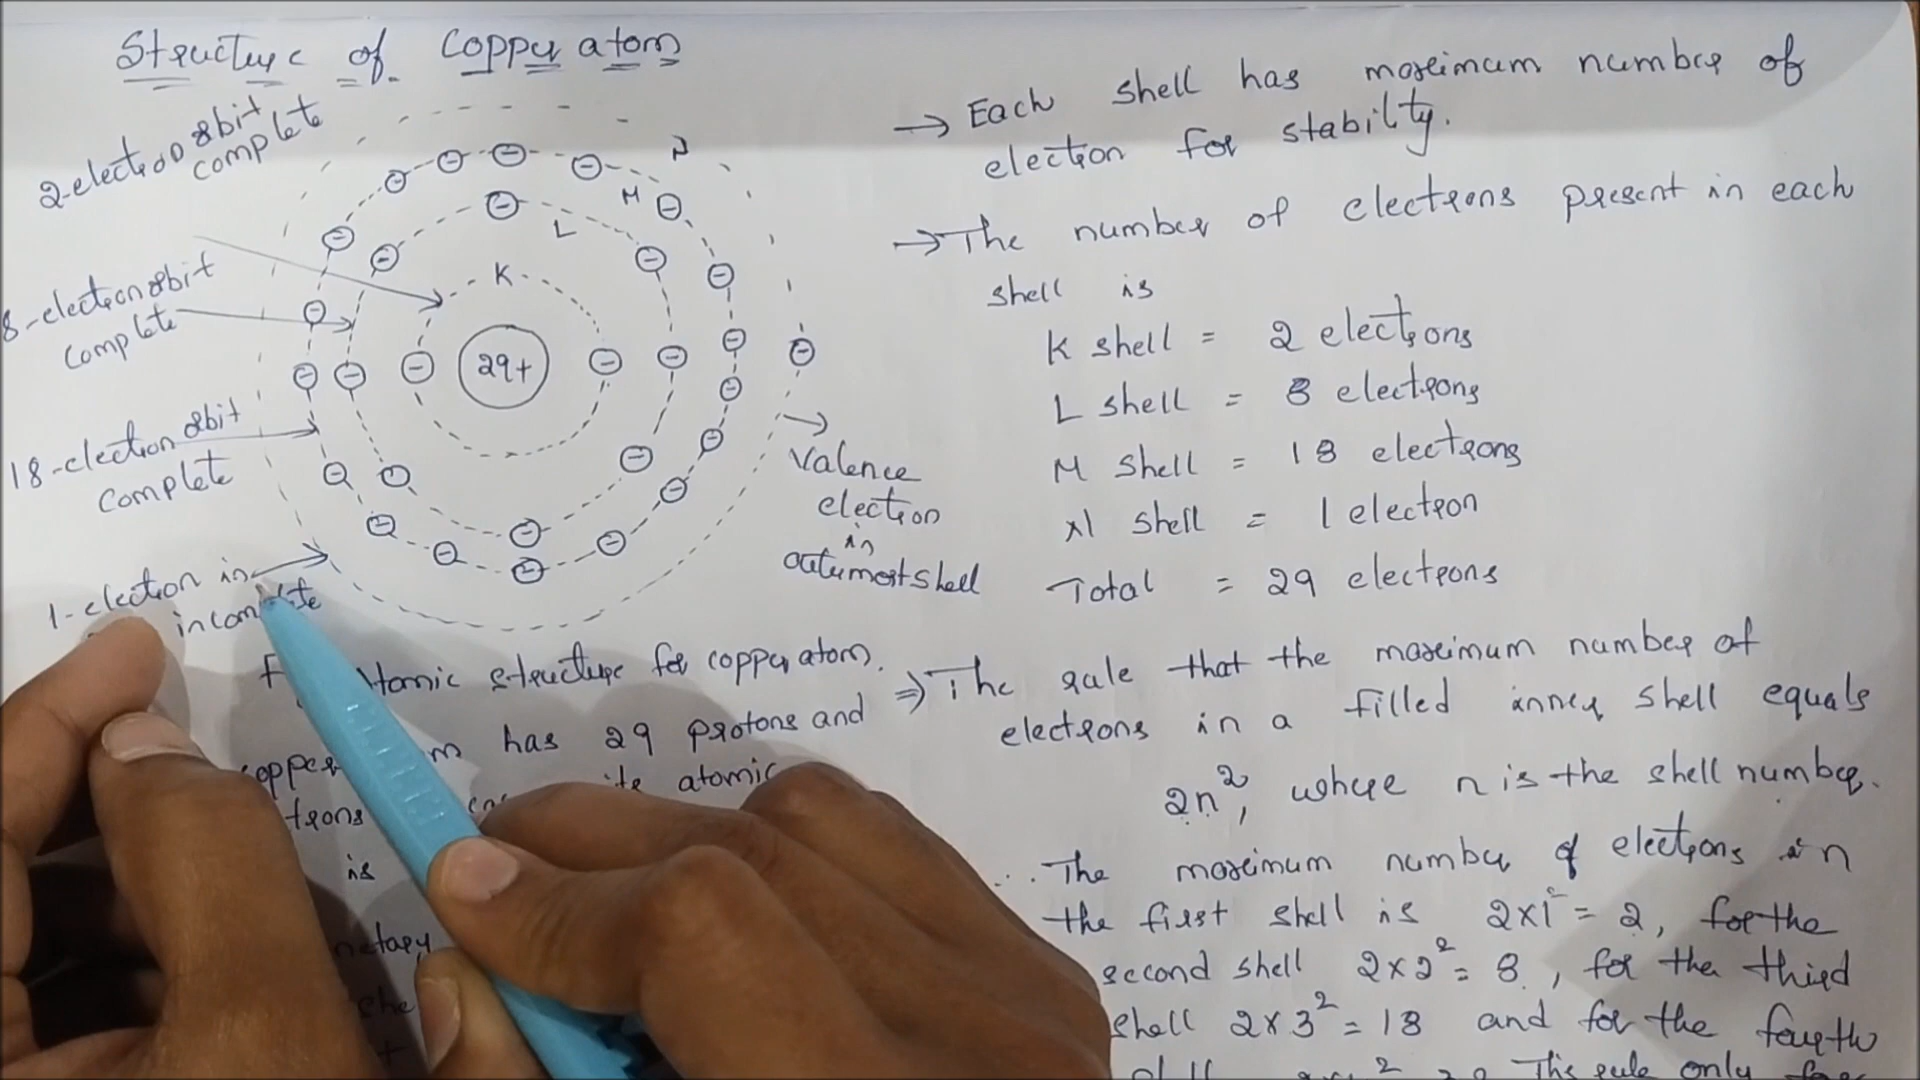 Structure of Copper atom
2-electron orbit
complete
8-electron orbit
complete
18-electron orbit
complete
1-electron in
K
L
M
N
29+
Valence
electron
in
outermost shell
atomic structure for copper atom.
has 29 protons and
atomic
is
→ Each shell has maximum number of
electron for stability.
→ The number of electrons present in each
shell is
K shell = 2 electrons
L shell = 8 electrons
M shell = 18 electrons
N shell = 1 electron
Total = 29 electrons
⇒ The rule that the maximum number of
electrons in a filled inner shell equals
2n², where n is the shell number.
∴ The maximum number of electrons in
the first shell is 2×1² = 2, for the
second shell 2×2² = 8, for the third
shell 2×3² = 18 and for the fourth
This rule only